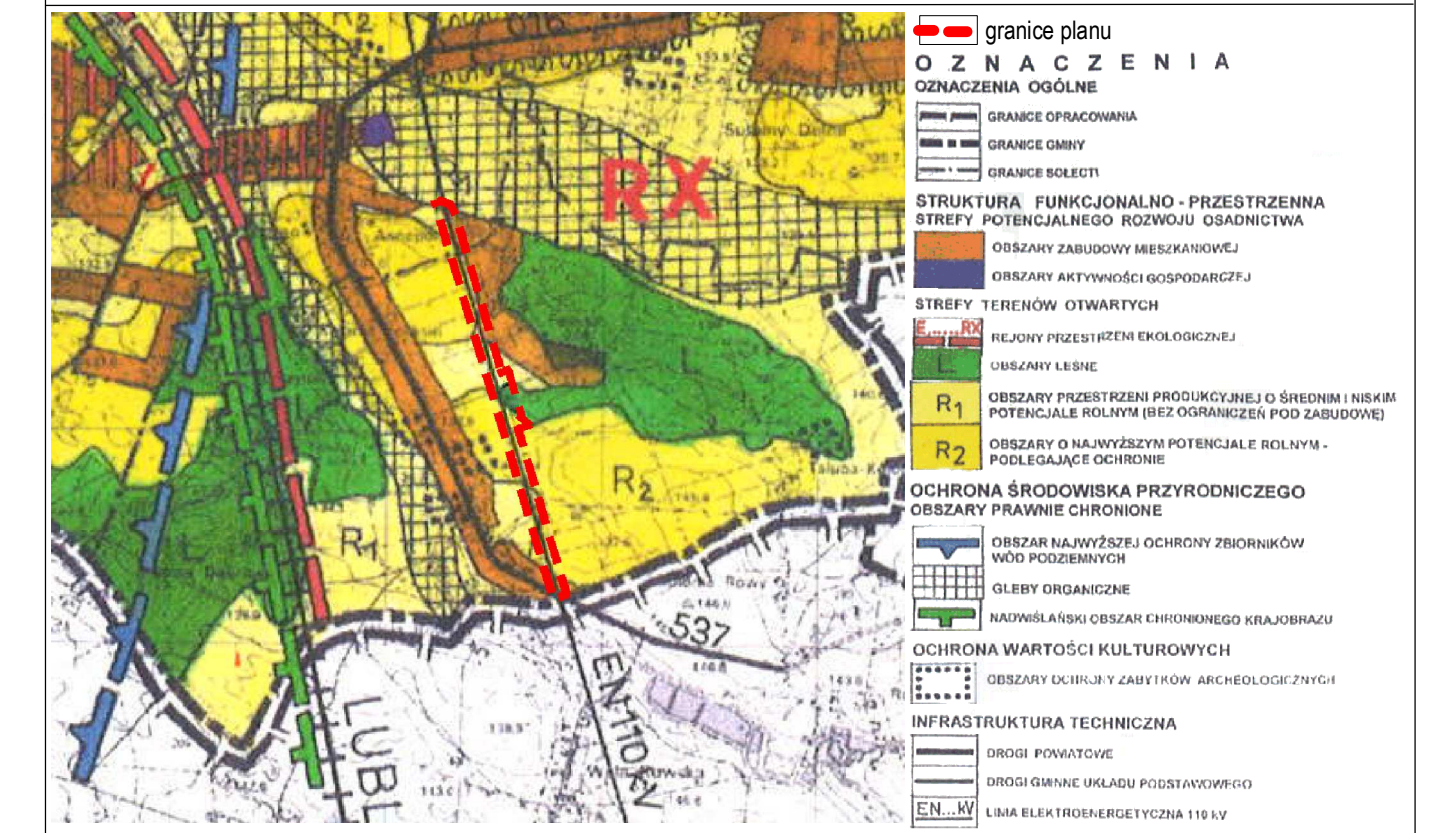 granice planu
O Z N A C Z E N I A
OZNACZENIA OGÓLNE
GRANICE OPRACOWANIA
GRANICE GMINY
GRANICE SOŁECTI
STRUKTURA FUNKCJONALNO - PRZESTRZENNA
STREFY POTENCJALNEGO ROZWOJU OSADNICTWA
OBSZARY ZABUDOWY MIESZKANIOWEJ
OBSZARY AKTYWNOŚCI GOSPODARCZEJ
STREFY TERENÓW OTWARTYCH
E.....RX
REJONY PRZESTRZENI EKOLOGICZNEJ
L
OBSZARY LEŚNE
R1
OBSZARY PRZESTRZENI PRODUKCYJNEJ O ŚREDNIM I NISKIM
POTENCJALE ROLNYM (BEZ OGRANICZEŃ POD ZABUDOWĘ)
R2
OBSZARY O NAJWYŻSZYM POTENCJALE ROLNYM -
PODLEGAJĄCE OCHRONIE
OCHRONA ŚRODOWISKA PRZYRODNICZEGO
OBSZARY PRAWNIE CHRONIONE
OBSZAR NAJWYŻSZEJ OCHRONY ZBIORNIKÓW
WÓD PODZIEMNYCH
GLEBY ORGANICZNE
NADWIŚLAŃSKI OBSZAR CHRONIONEGO KRAJOBRAZU
OCHRONA WARTOŚCI KULTUROWYCH
OBSZARY OCHRONY ZABYTKÓW ARCHEOLOGICZNYCH
INFRASTRUKTURA TECHNICZNA
DROGI POWIATOWE
DROGI GMINNE UKŁADU PODSTAWOWEGO
EN...kV
LINIA ELEKTROENERGETYCZNA 110 kV
RX
L
R2
R1
L
537
EN 110 kV
LUBL